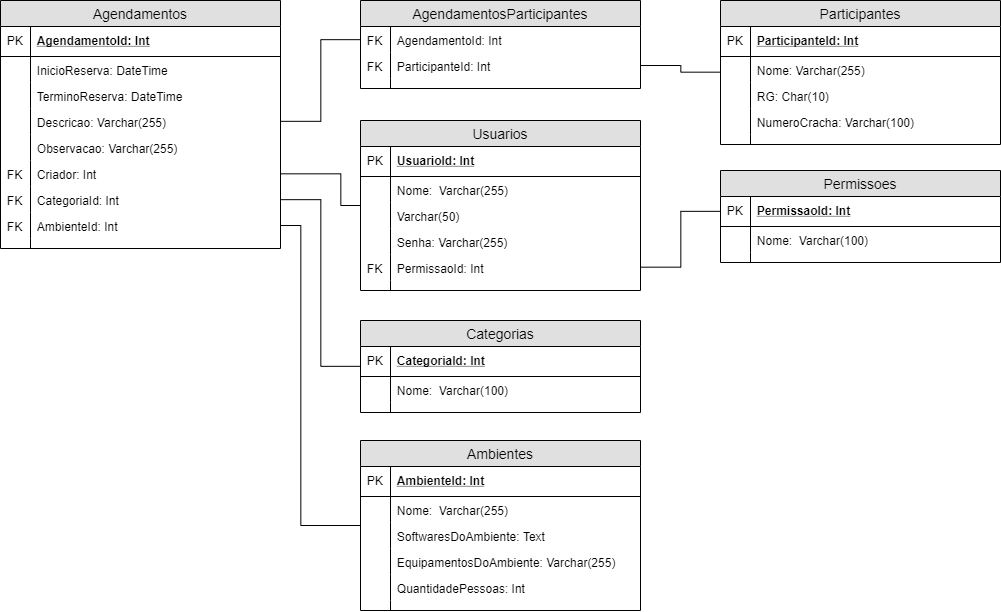 Agendamentos
PK AgendamentoId: Int
InicioReserva: DateTime
TerminoReserva: DateTime
Descricao: Varchar(255)
Observacao: Varchar(255)
FK Criador: Int
FK CategoriaId: Int
FK AmbienteId: Int
AgendamentosParticipantes
FK AgendamentoId: Int
FK ParticipanteId: Int
Participantes
PK ParticipanteId: Int
Nome: Varchar(255)
RG: Char(10)
NumeroCracha: Varchar(100)
Usuarios
PK UsuarioId: Int
Nome: Varchar(255)
Varchar(50)
Senha: Varchar(255)
FK PermissaoId: Int
Permissoes
PK PermissaoId: Int
Nome: Varchar(100)
Categorias
PK CategoriaId: Int
Nome: Varchar(100)
Ambientes
PK AmbienteId: Int
Nome: Varchar(255)
SoftwaresDoAmbiente: Text
EquipamentosDoAmbiente: Varchar(255)
QuantidadePessoas: Int